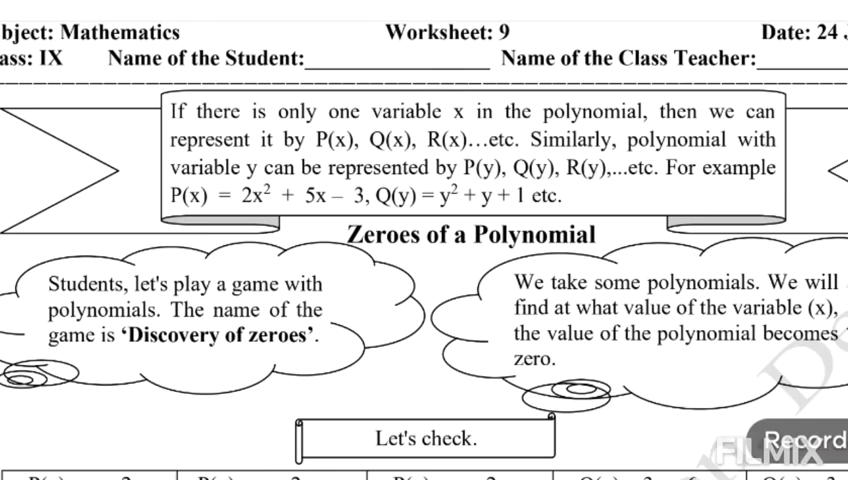 bject: Mathematics Worksheet: 9 Date: 24
ass: IX Name of the Student: Name of the Class Teacher:
If there is only one variable x in the polynomial, then we can
represent it by P(x), Q(x), R(x)…etc. Similarly, polynomial with
variable y can be represented by P(y), Q(y), R(y),...etc. For example
P(x) = 2x² + 5x – 3, Q(y) = y² + y + 1 etc.
Zeroes of a Polynomial
Students, let's play a game with
polynomials. The name of the
game is ‘Discovery of zeroes’.
We take some polynomials. We will
find at what value of the variable (x),
the value of the polynomial becomes
zero.
Let's check.
Record
FILMIX